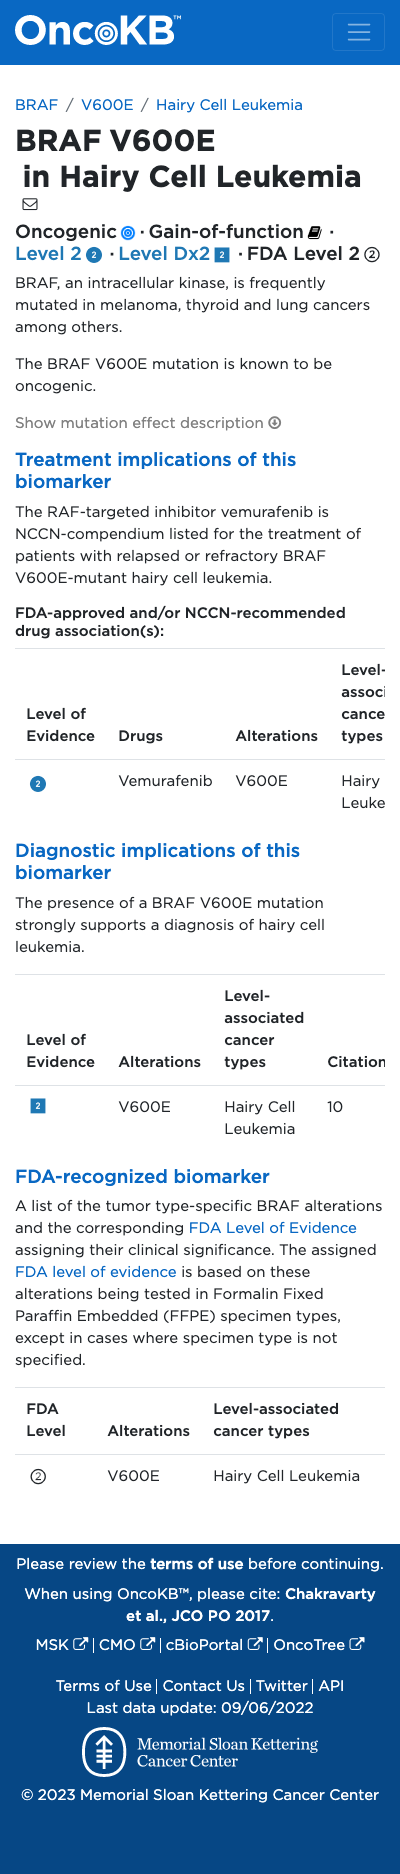 OncoKB™
BRAF / V600E / Hairy Cell Leukemia
BRAF V600E
in Hairy Cell Leukemia
Oncogenic · Gain-of-function ·
Level 2 2 · Level Dx2 2 · FDA Level 2 2
BRAF, an intracellular kinase, is frequently
mutated in melanoma, thyroid and lung cancers
among others.
The BRAF V600E mutation is known to be
oncogenic.
Show mutation effect description
Treatment implications of this
biomarker
The RAF-targeted inhibitor vemurafenib is
NCCN-compendium listed for the treatment of
patients with relapsed or refractory BRAF
V600E-mutant hairy cell leukemia.
FDA-approved and/or NCCN-recommended
drug association(s):
Level-
associ
Level of cance
Evidence Drugs Alterations types
2 Vemurafenib V600E Hairy
Leuke
Diagnostic implications of this
biomarker
The presence of a BRAF V600E mutation
strongly supports a diagnosis of hairy cell
leukemia.
Level-
associated
Level of cancer
Evidence Alterations types Citation
2 V600E Hairy Cell 10
Leukemia
FDA-recognized biomarker
A list of the tumor type-specific BRAF alterations
and the corresponding FDA Level of Evidence
assigning their clinical significance. The assigned
FDA level of evidence is based on these
alterations being tested in Formalin Fixed
Paraffin Embedded (FFPE) specimen types,
except in cases where specimen type is not
specified.
FDA Level-associated
Level Alterations cancer types
2 V600E Hairy Cell Leukemia
Please review the terms of use before continuing.
When using OncoKB™, please cite: Chakravarty
et al., JCO PO 2017.
MSK | CMO | cBioPortal | OncoTree
Terms of Use | Contact Us | Twitter | API
Last data update: 09/06/2022
Memorial Sloan Kettering
Cancer Center
© 2023 Memorial Sloan Kettering Cancer Center